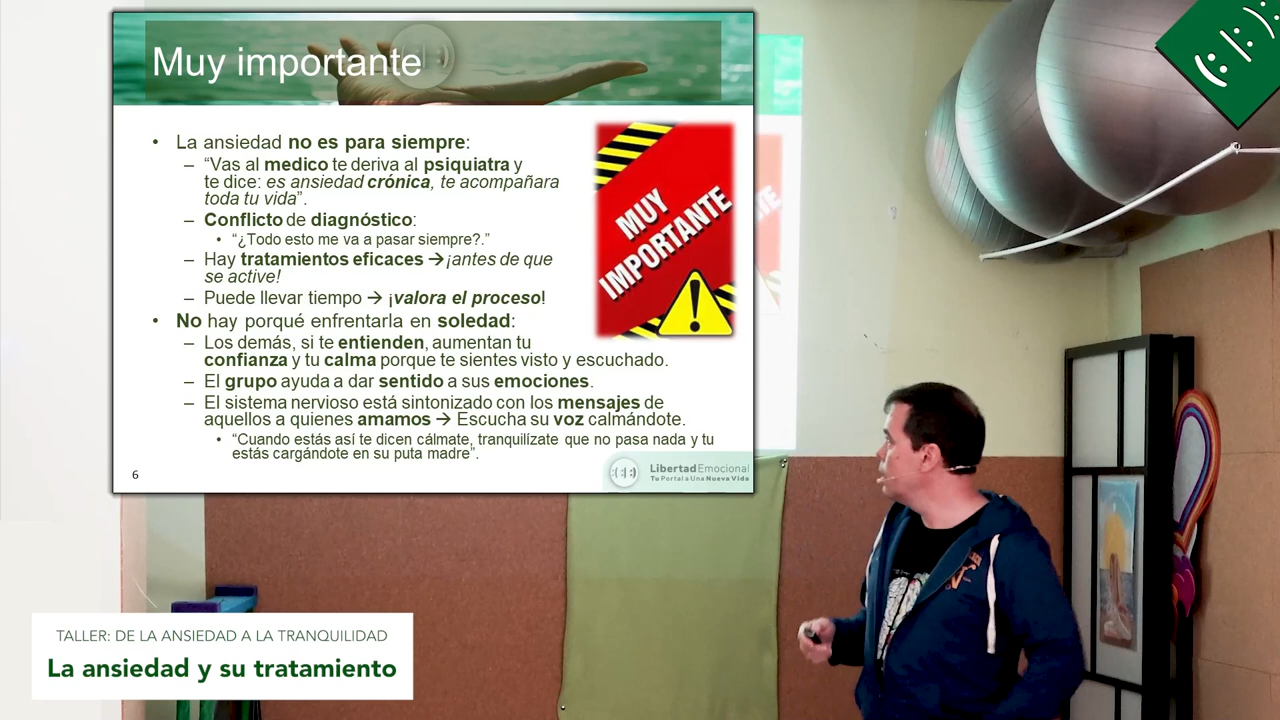 Muy importante
• La ansiedad no es para siempre:
– “Vas al medico te deriva al psiquiatra y
te dice: es ansiedad crónica, te acompañara
toda tu vida”.
– Conflicto de diagnóstico:
• “¿Todo esto me va a pasar siempre?.”
– Hay tratamientos eficaces → ¡antes de que
se active!
– Puede llevar tiempo → ¡valora el proceso!
• No hay porqué enfrentarla en soledad:
– Los demás, si te entienden, aumentan tu
confianza y tu calma porque te sientes visto y escuchado.
– El grupo ayuda a dar sentido a sus emociones.
– El sistema nervioso está sintonizado con los mensajes de
aquellos a quienes amamos → Escucha su voz calmándote.
• “Cuando estás así te dicen cálmate, tranquilízate que no pasa nada y tu
estás cargándote en su puta madre”.
MUY
IMPORTANTE
6
Libertad Emocional
Tu Portal a Una Nueva Vida
TALLER: DE LA ANSIEDAD A LA TRANQUILIDAD
La ansiedad y su tratamiento